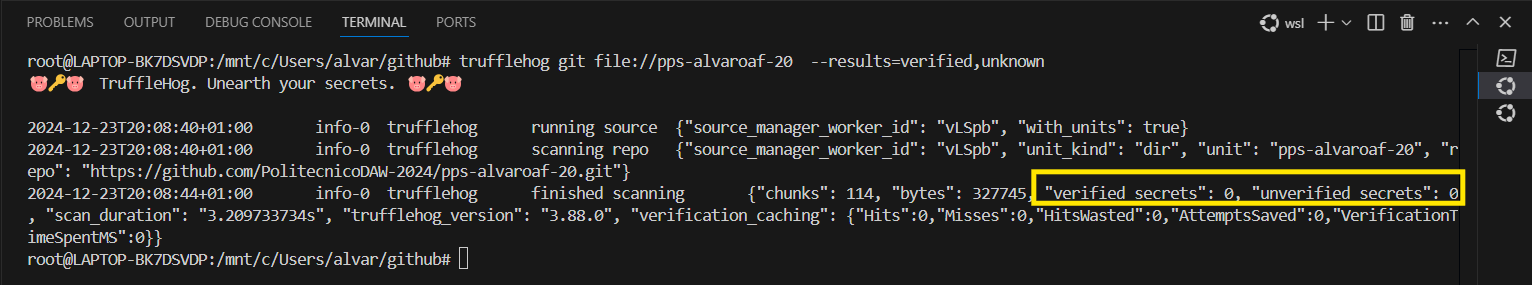 PROBLEMS OUTPUT DEBUG CONSOLE TERMINAL PORTS wsl
root@LAPTOP-BK7DSVDP:/mnt/c/Users/alvar/github# trufflehog git file://pps-alvaroaf-20  --results=verified,unknown
🐷🔑🐷  TruffleHog. Unearth your secrets. 🐷🔑🐷
2024-12-23T20:08:40+01:00 info-0 trufflehog running source {"source_manager_worker_id": "vLSpb", "with_units": true}
2024-12-23T20:08:40+01:00 info-0 trufflehog scanning repo {"source_manager_worker_id": "vLSpb", "unit_kind": "dir", "unit": "pps-alvaroaf-20", "r
epo": "https://github.com/PolitecnicoDAW-2024/pps-alvaroaf-20.git"}
2024-12-23T20:08:44+01:00 info-0 trufflehog finished scanning {"chunks": 114, "bytes": 327745, "verified_secrets": 0, "unverified_secrets": 0
, "scan_duration": "3.209733734s", "trufflehog_version": "3.88.0", "verification_caching": {"Hits":0,"Misses":0,"HitsWasted":0,"AttemptsSaved":0,"VerificationT
imeSpentMS":0}}
root@LAPTOP-BK7DSVDP:/mnt/c/Users/alvar/github#